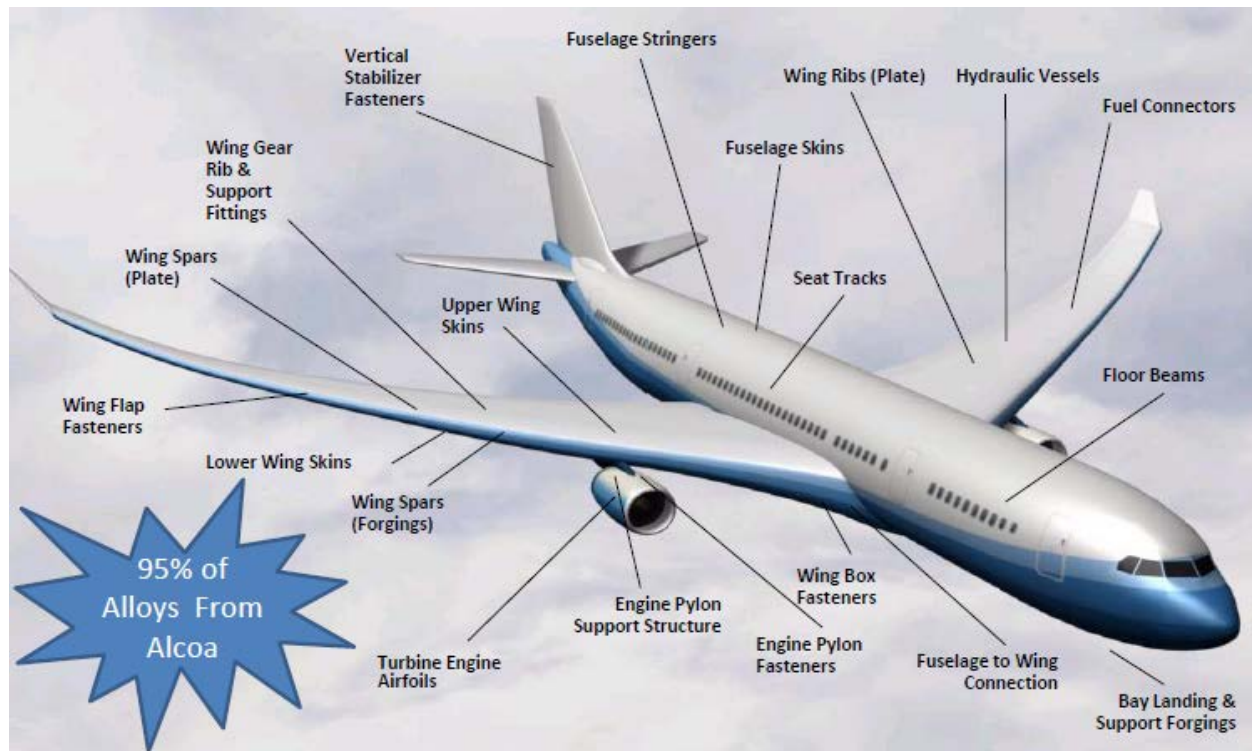 Fuselage Stringers
Vertical
Stabilizer
Fasteners
Wing Ribs (Plate)
Hydraulic Vessels
Fuel Connectors
Wing Gear
Rib &
Support
Fittings
Fuselage Skins
Wing Spars
(Plate)
Upper Wing
Skins
Seat Tracks
Floor Beams
Wing Flap
Fasteners
Lower Wing Skins
Wing Spars
(Forgings)
95% of
Alloys From
Alcoa
Engine Pylon
Support Structure
Turbine Engine
Airfoils
Wing Box
Fasteners
Engine Pylon
Fasteners
Fuselage to Wing
Connection
Bay Landing &
Support Forgings